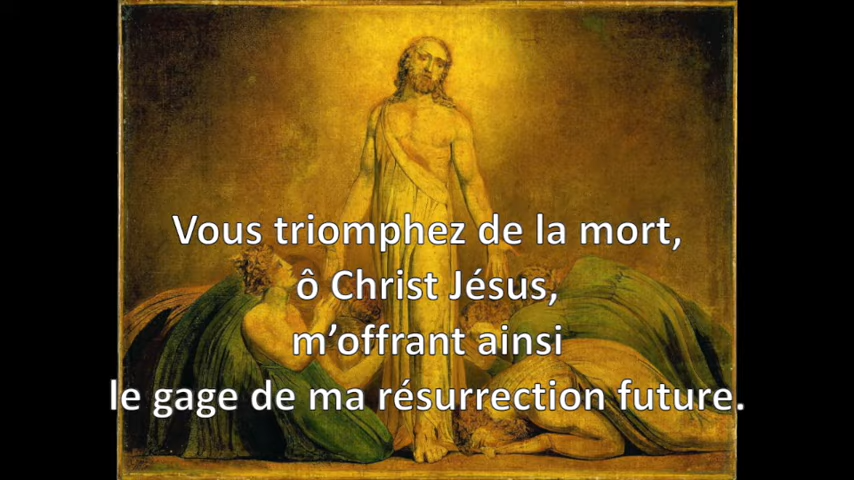 Vous triomphez de la mort,
ô Christ Jésus,
m’offrant ainsi
le gage de ma résurrection future.